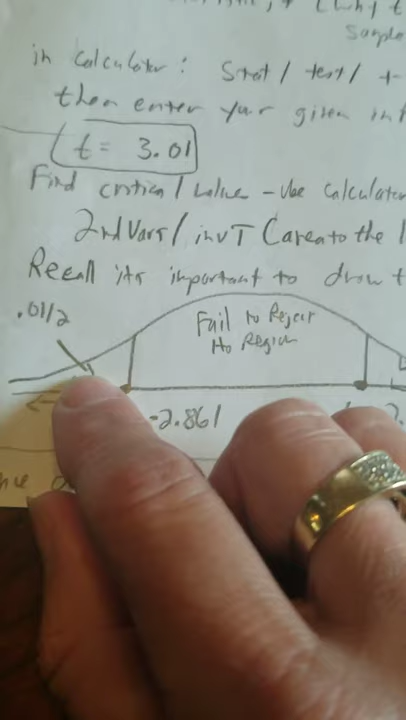 Sample
in Calculator: Stat / test / t
then enter your given in
t = 3.01
Find critical value - Use Calculator
2nd Vars / invT (area to the l
Recall its important to draw t
.01/2
Fail to Reject
Ho Region
-2.861
2.